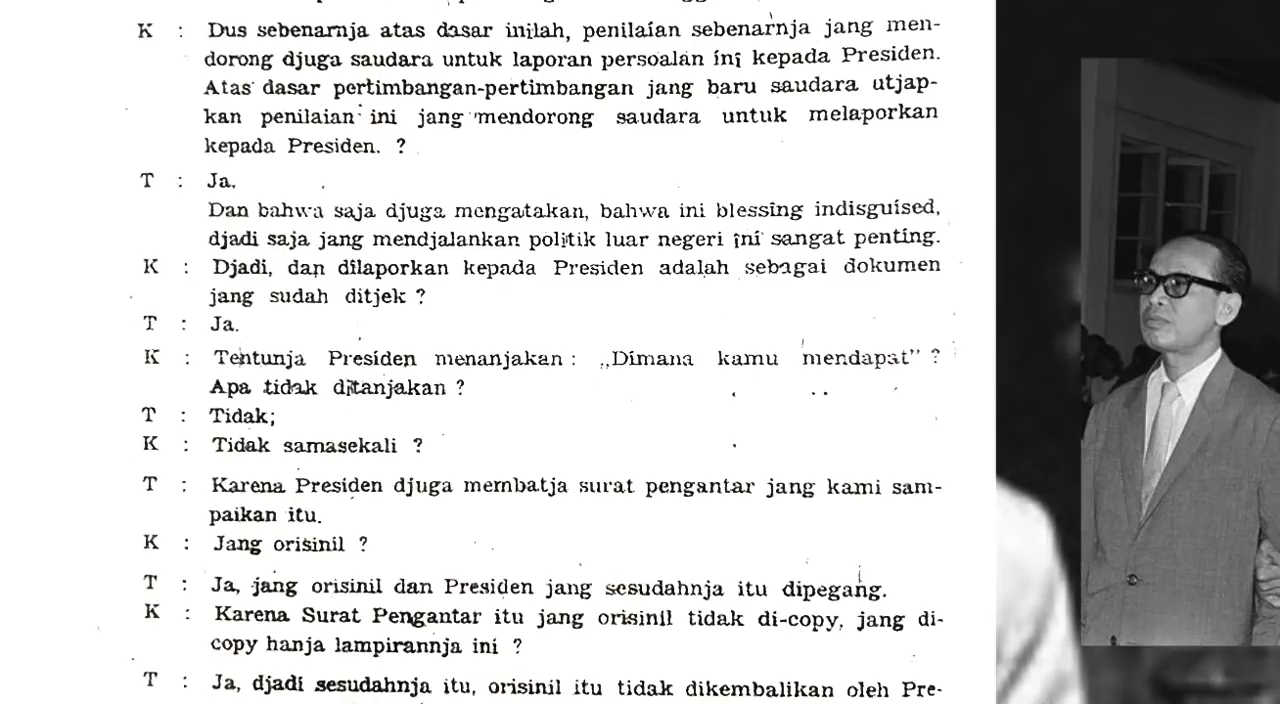 K : Dus sebenarnja atas dasar inilah, penilaian sebenarnja jang men-
dorong djuga saudara untuk laporan persoalan ini kepada Presiden.
Atas dasar pertimbangan-pertimbangan jang baru saudara utjap-
kan penilaian ini jang mendorong saudara untuk melaporkan
kepada Presiden. ?
T : Ja.
Dan bahwa saja djuga mengatakan, bahwa ini blessing indisguised,
djadi saja jang mendjalankan politik luar negeri ini sangat penting.
K : Djadi, dan dilaporkan kepada Presiden adalah sebagai dokumen
jang sudah ditjek ?
T : Ja.
K : Tentunja Presiden menanjakan : „Dimana kamu mendapat" ?
Apa tidak ditanjakan ?
T : Tidak;
K : Tidak samasekali ?
T : Karena Presiden djuga membatja surat pengantar jang kami sam-
paikan itu.
K : Jang orisinil ?
T : Ja, jang orisinil dan Presiden jang sesudahnja itu dipegang.
K : Karena Surat Pengantar itu jang orisinil tidak di-copy, jang di-
copy hanja lampirannja ini ?
T : Ja, djadi sesudahnja itu, orisinil itu tidak dikembalikan oleh Pre-